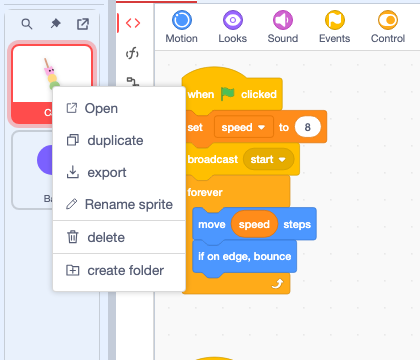 Motion
Looks
Sound
Events
Control
Open
duplicate
export
Rename sprite
delete
create folder
when clicked
set speed to 8
broadcast start
forever
move speed steps
if on edge, bounce